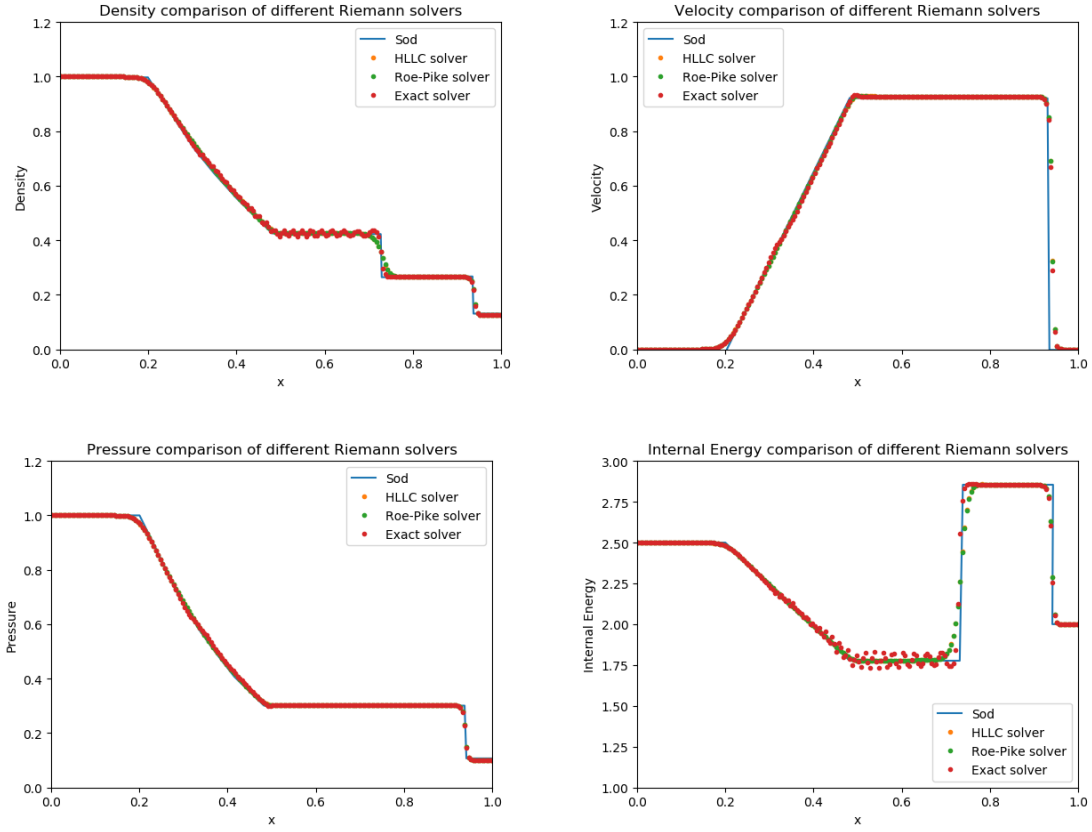 Density comparison of different Riemann solvers
1.2
1.0
0.8
0.6
0.4
0.2
0.0
Density
Sod
HLLC solver
Roe-Pike solver
Exact solver
0.0 0.2 0.4 0.6 0.8 1.0
x
Velocity comparison of different Riemann solvers
1.2
1.0
0.8
0.6
0.4
0.2
0.0
Velocity
Sod
HLLC solver
Roe-Pike solver
Exact solver
0.0 0.2 0.4 0.6 0.8 1.0
x
Pressure comparison of different Riemann solvers
1.2
1.0
0.8
0.6
0.4
0.2
0.0
Pressure
Sod
HLLC solver
Roe-Pike solver
Exact solver
0.0 0.2 0.4 0.6 0.8 1.0
x
Internal Energy comparison of different Riemann solvers
3.00
2.75
2.50
2.25
2.00
1.75
1.50
1.25
1.00
Internal Energy
Sod
HLLC solver
Roe-Pike solver
Exact solver
0.0 0.2 0.4 0.6 0.8 1.0
x